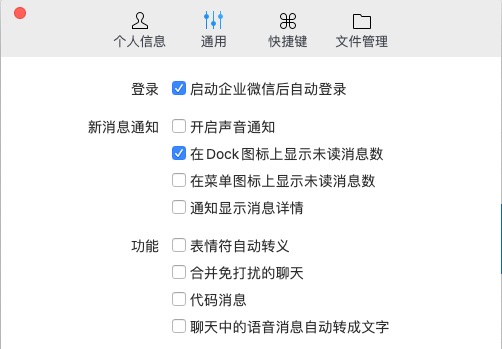 个人信息 通用 快捷键 文件管理
登录 启动企业微信后自动登录
新消息通知 开启声音通知
在Dock图标上显示未读消息数
在菜单图标上显示未读消息数
通知显示消息详情
功能 表情符自动转义
合并免打扰的聊天
代码消息
聊天中的语音消息自动转成文字